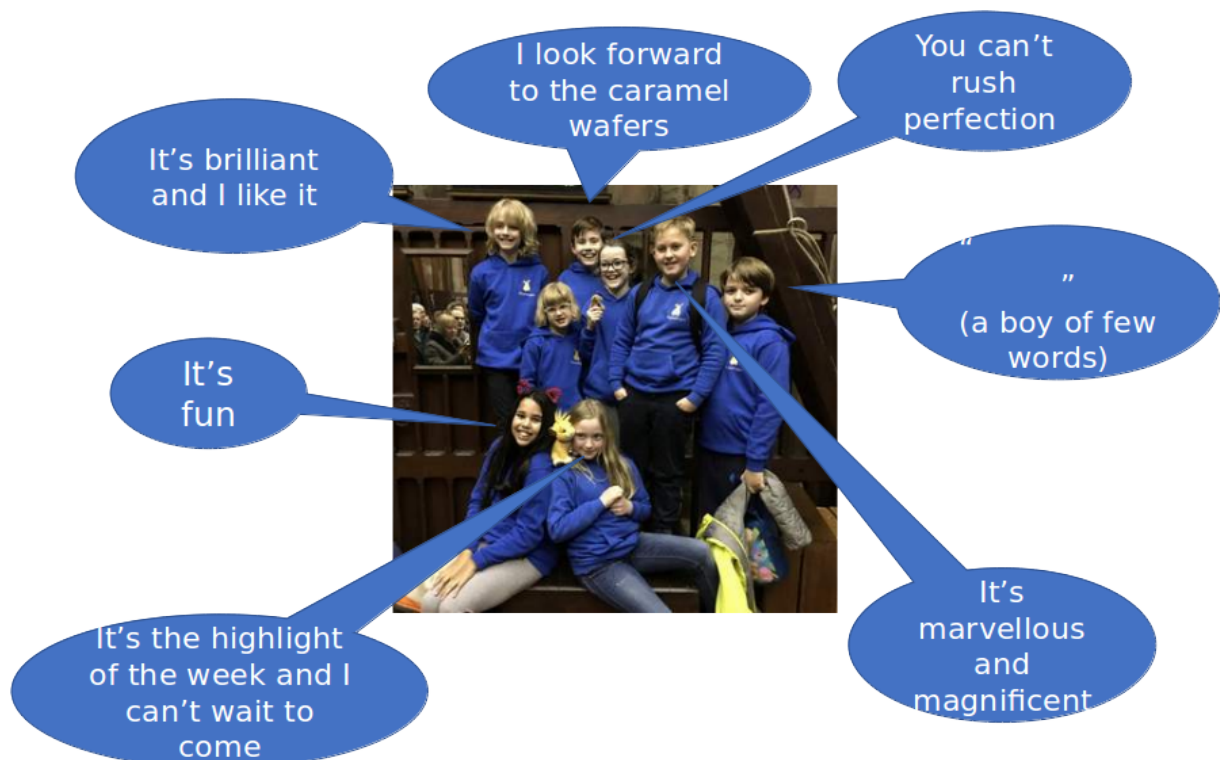 I look forward
to the caramel
wafers
You can’t
rush
perfection
It’s brilliant
and I like it
“
”
(a boy of few
words)
It’s
fun
It’s the highlight
of the week and I
can’t wait to
come
It’s
marvellous
and
magnificent